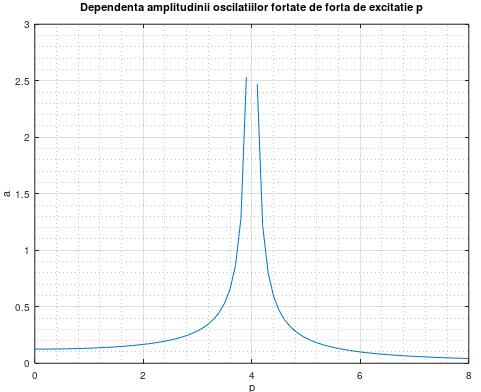 Dependenta amplitudinii oscilatiilor fortate de forta de excitatie p
3
2.5
2
1.5
1
0.5
0
a
0 2 4 6 8
p